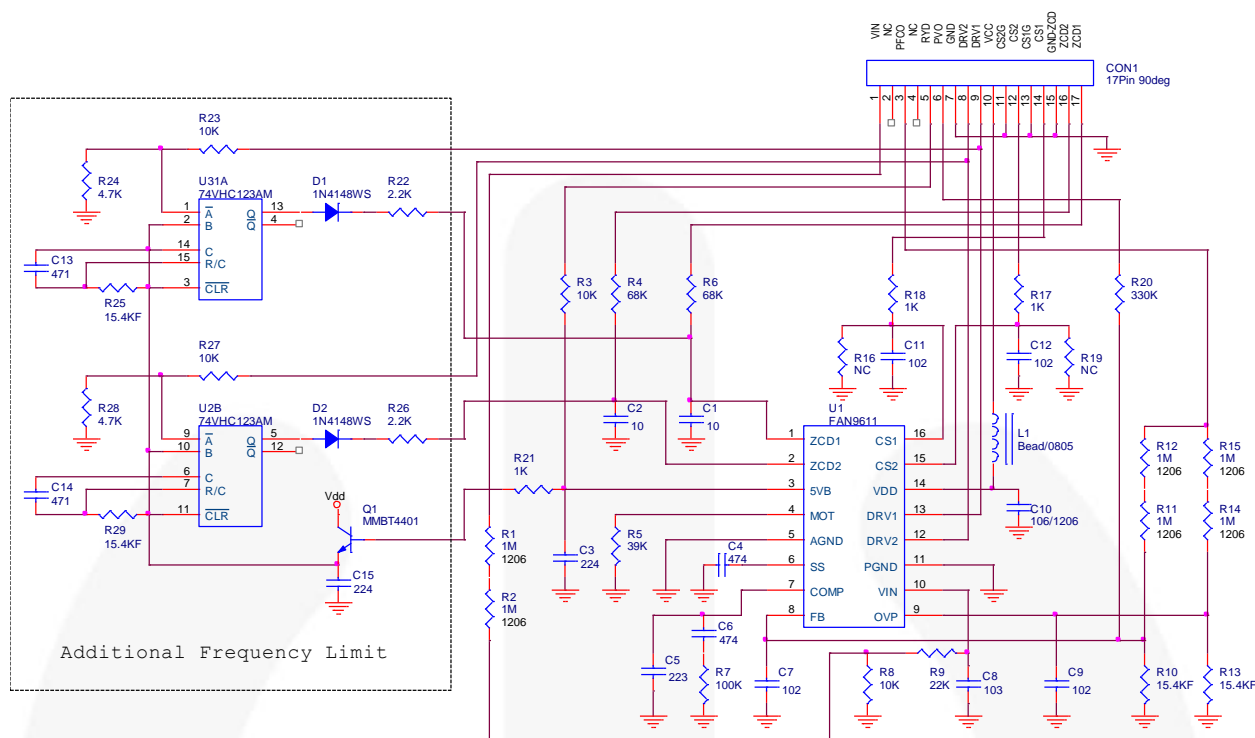 VIN
NC
PFCO
NC
RYD
PVO
GND
DRV2
DRV1
VCC
CS2G
CS2
CS1G
CS1
GND-ZCD
ZCD2
ZCD1
CON1
17Pin 90deg
1 2 3 4 5 6 7 8 9 10 11 12 13 14 15 16 17
R23
10K
R24
4.7K
U31A
74VHC123AM
1 A
2 B
14 C
15 R/C
3 CLR
13 Q
4 Q
D1
1N4148WS
R22
2.2K
C13
471
R25
15.4KF
R27
10K
R28
4.7K
U2B
74VHC123AM
9 A
10 B
6 C
7 R/C
11 CLR
5 Q
12 Q
D2
1N4148WS
R26
2.2K
C14
471
R29
15.4KF
Vdd
Q1
MMBT4401
C15
224
Additional Frequency Limit
R3
10K
R4
68K
R6
68K
R18
1K
R17
1K
R20
330K
R16
NC
C11
102
C12
102
R19
NC
C2
10
C1
10
R21
1K
U1
FAN9611
1 ZCD1
2 ZCD2
3 5VB
4 MOT
5 AGND
6 SS
7 COMP
8 FB
CS1 16
CS2 15
VDD 14
DRV1 13
DRV2 12
PGND 11
VIN 10
OVP 9
L1
Bead/0805
C10
106/1206
R12
1M
1206
R15
1M
1206
R11
1M
1206
R14
1M
1206
R1
1M
1206
R2
1M
1206
C3
224
R5
39K
C4
474
C6
474
C5
223
R7
100K
C7
102
R8
10K
R9
22K
C8
103
C9
102
R10
15.4KF
R13
15.4KF